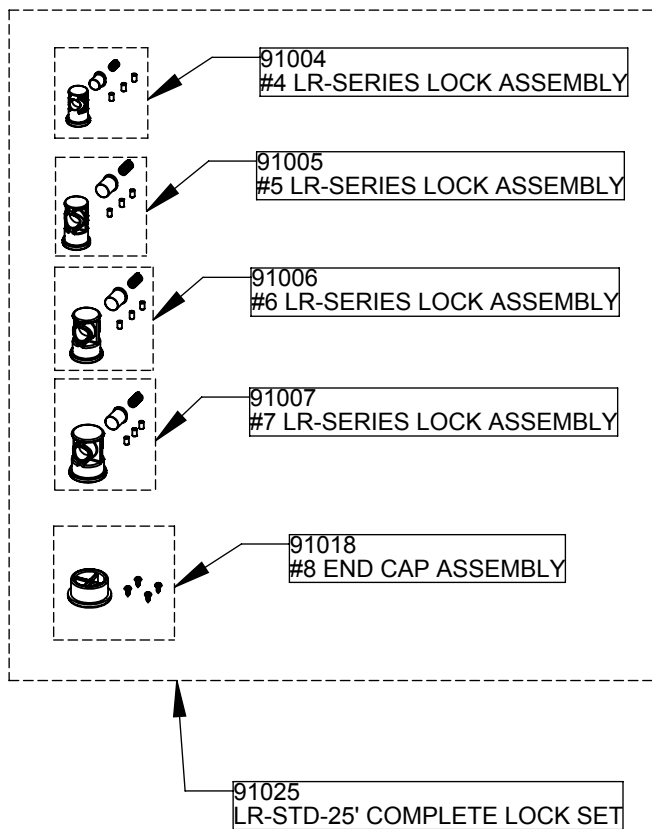 91004
#4 LR-SERIES LOCK ASSEMBLY
91005
#5 LR-SERIES LOCK ASSEMBLY
91006
#6 LR-SERIES LOCK ASSEMBLY
91007
#7 LR-SERIES LOCK ASSEMBLY
91018
#8 END CAP ASSEMBLY
91025
LR-STD-25' COMPLETE LOCK SET